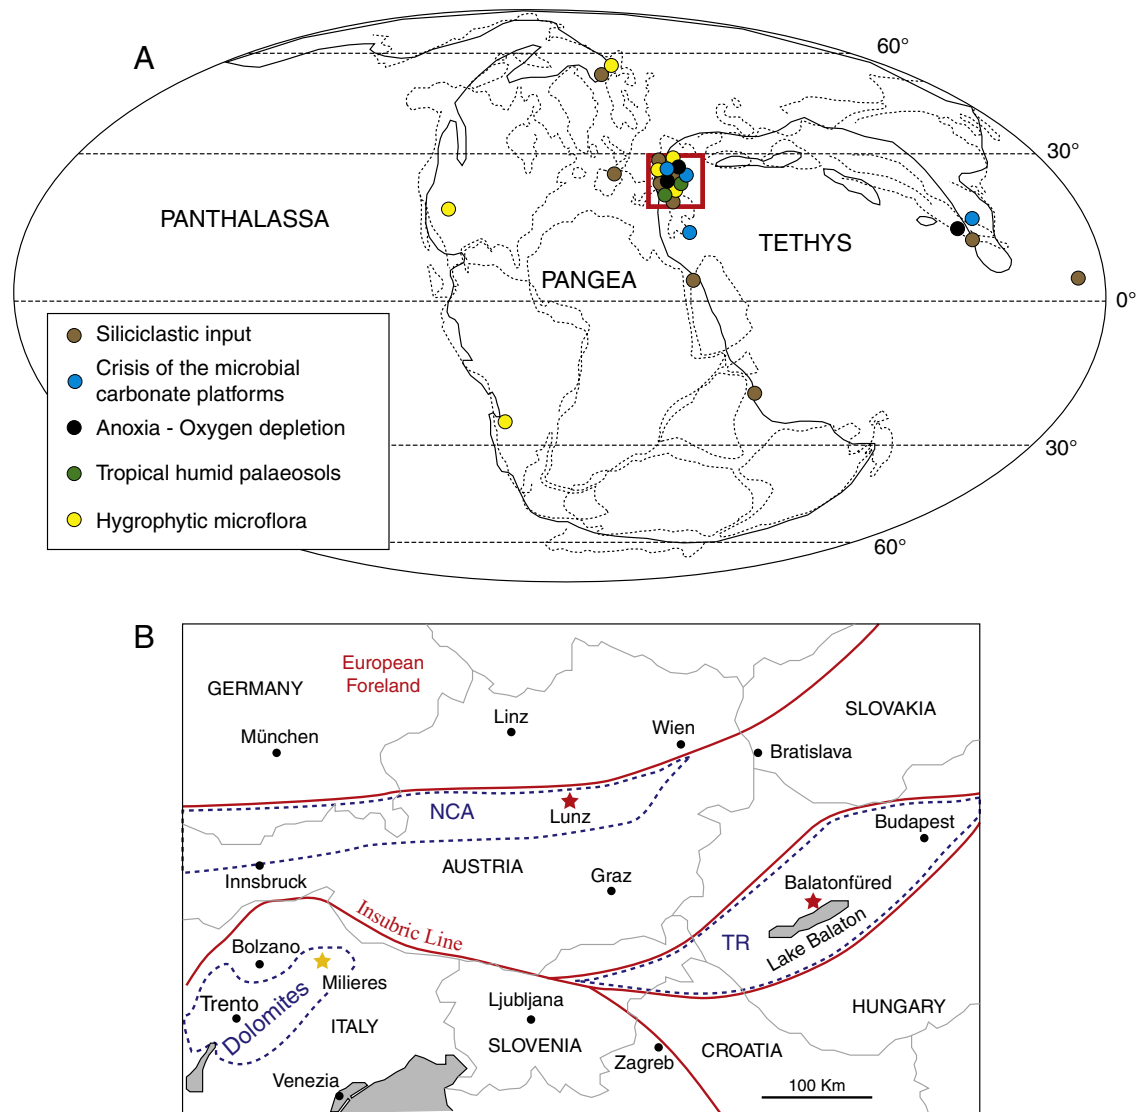 A
60°
30°
PANTHALASSA
TETHYS
PANGEA
0°
Siliciclastic input
Crisis of the microbial
carbonate platforms
Anoxia - Oxygen depletion
Tropical humid palaeosols
Hygrophytic microflora
30°
60°
B
European
Foreland
GERMANY
SLOVAKIA
Linz
Wien
München
Bratislava
NCA
Lunz
Budapest
AUSTRIA
Innsbruck
Graz
Balatonfüred
Insubric Line
TR
Lake Balaton
Bolzano
Milieres
Trento
Dolomites
Ljubljana
HUNGARY
ITALY
SLOVENIA
CROATIA
Zagreb
Venezia
100 Km